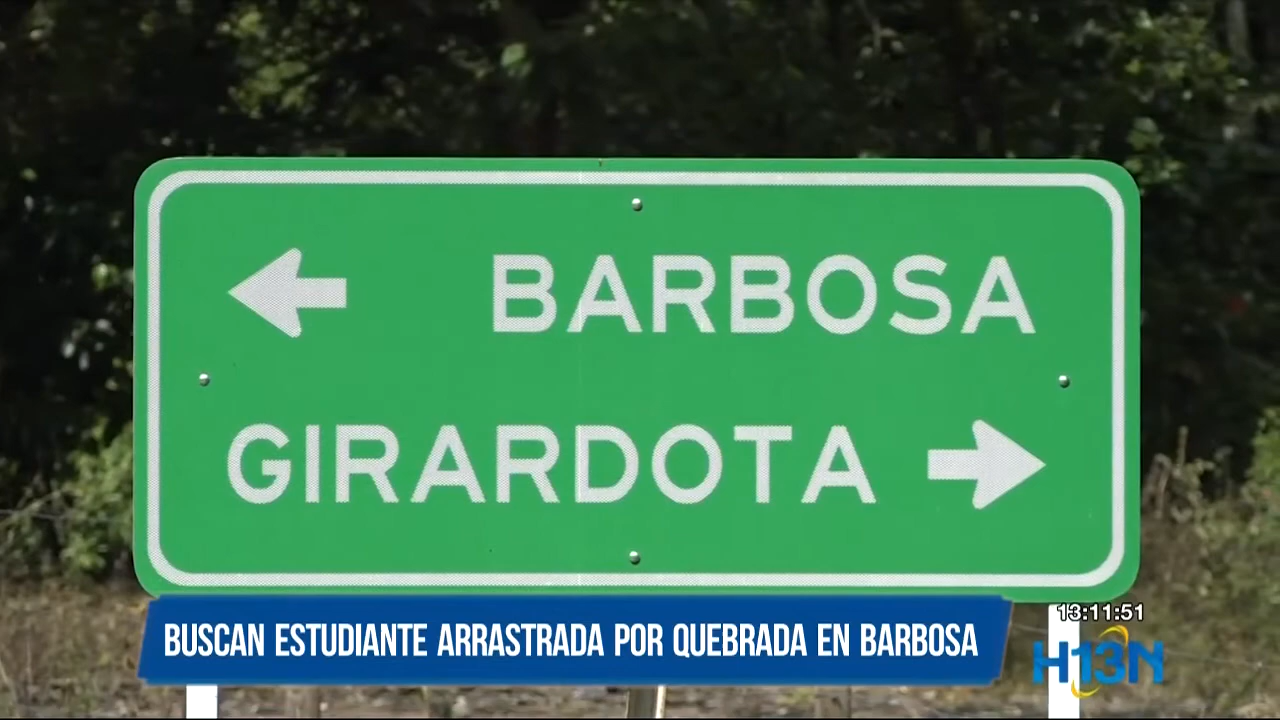 BARBOSA
GIRARDOTA
BUSCAN ESTUDIANTE ARRASTRADA POR QUEBRADA EN BARBOSA
13:11:51
H13N